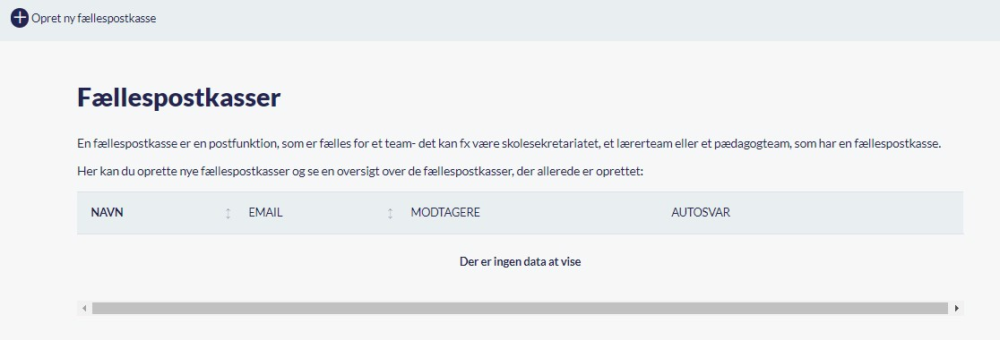 Opret ny fællespostkasse
Fællespostkasser
En fællespostkasse er en postfunktion, som er fælles for et team- det kan fx være skolesekretariatet, et lærerteam eller et pædagogteam, som har en fællespostkasse.
Her kan du oprette nye fællespostkasser og se en oversigt over de fællespostkasser, der allerede er oprettet:
NAVN EMAIL MODTAGERE AUTOSVAR
Der er ingen data at vise